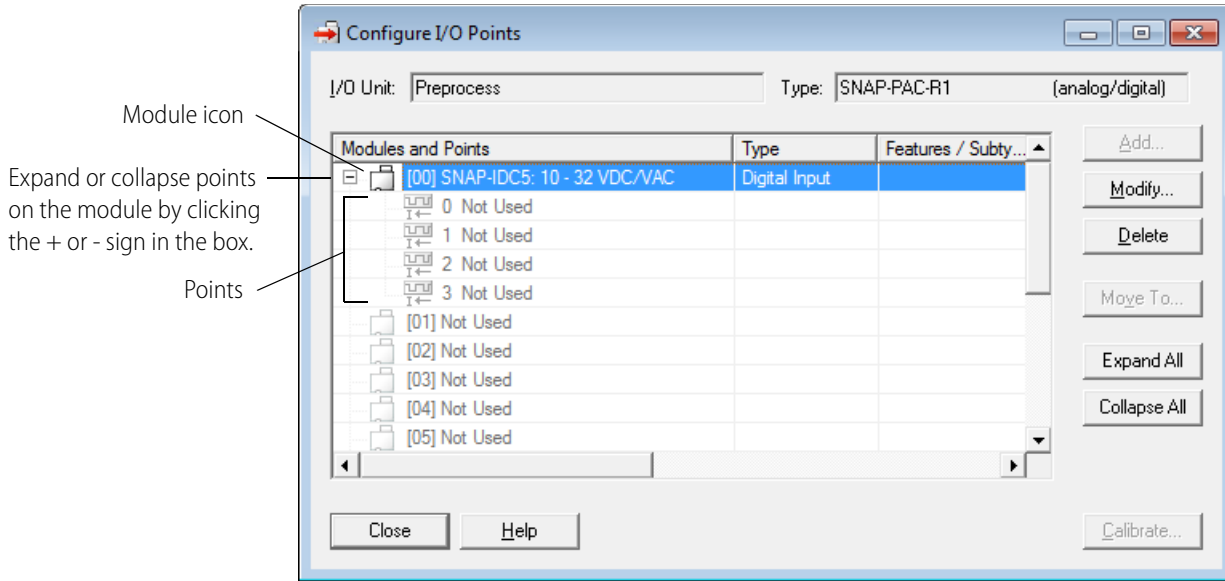 Configure I/O Points
I/O Unit: Preprocess
Type: SNAP-PAC-R1 (analog/digital)
Module icon
Expand or collapse points
on the module by clicking
the + or - sign in the box.
Points
Modules and Points Type Features / Subty...
[00] SNAP-IDC5: 10 - 32 VDC/VAC Digital Input
0 Not Used
1 Not Used
2 Not Used
3 Not Used
[01] Not Used
[02] Not Used
[03] Not Used
[04] Not Used
[05] Not Used
Add...
Modify...
Delete
Move To...
Expand All
Collapse All
Close
Help
Calibrate...